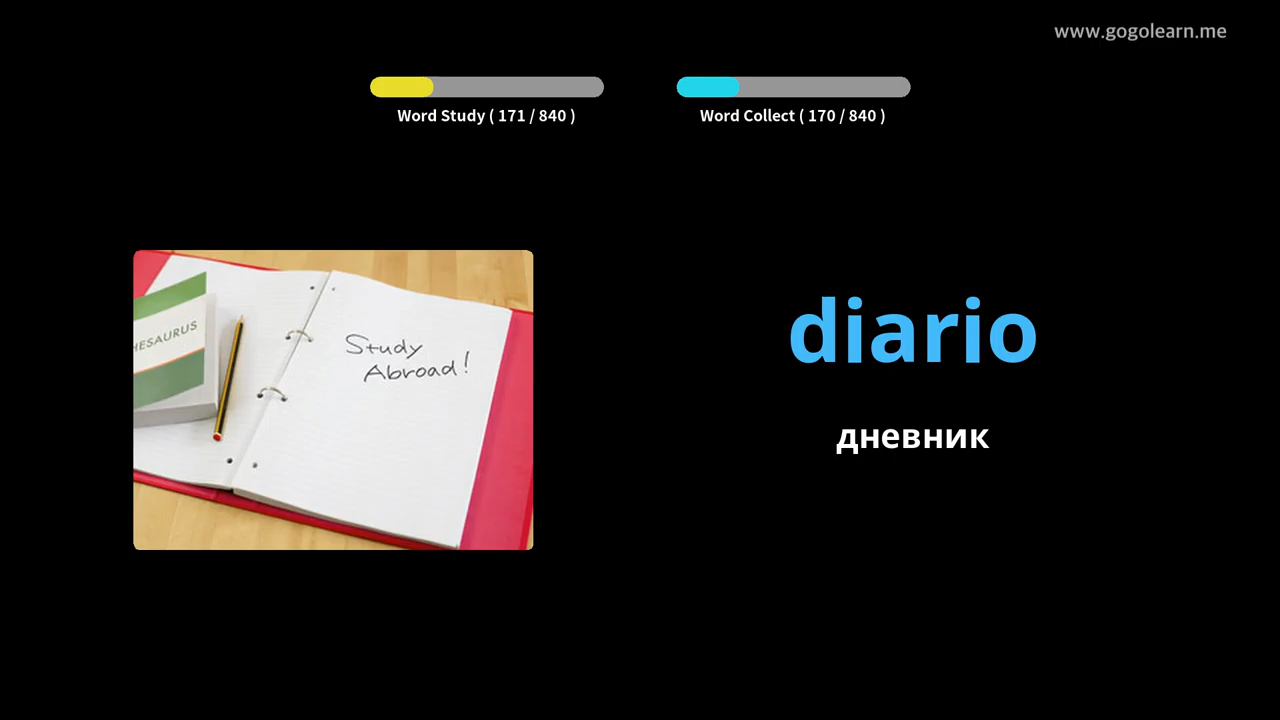 www.gogolearn.me
Word Study ( 171 / 840 )
Word Collect ( 170 / 840 )
HESAURUS
Study
Abroad!
diario
дневник